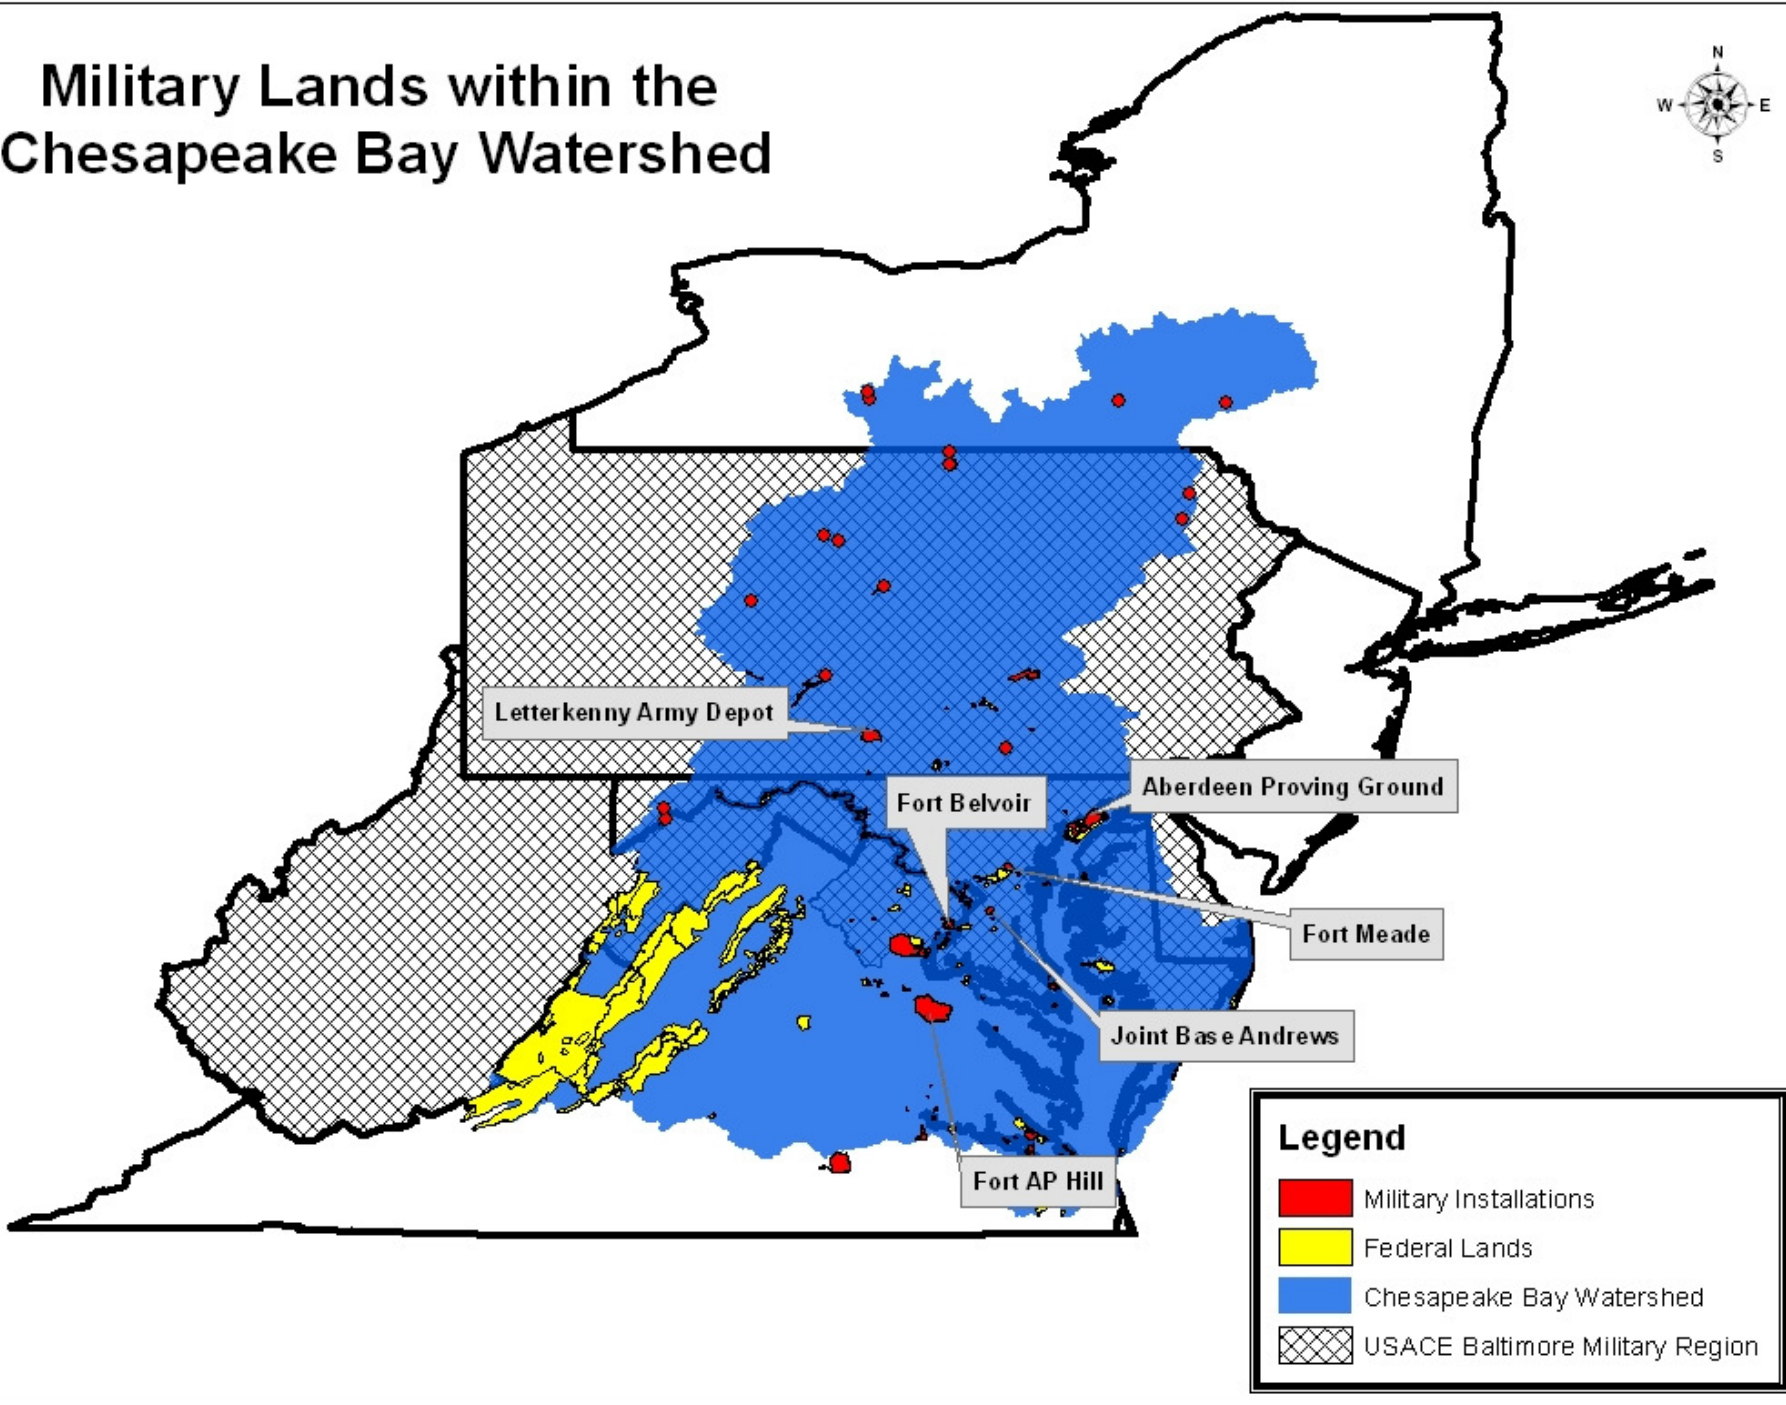 Military Lands within the
Chesapeake Bay Watershed
N
W E
S
Letterkenny Army Depot
Fort Belvoir
Aberdeen Proving Ground
Fort Meade
Joint Base Andrews
Fort AP Hill
Legend
Military Installations
Federal Lands
Chesapeake Bay Watershed
USACE Baltimore Military Region